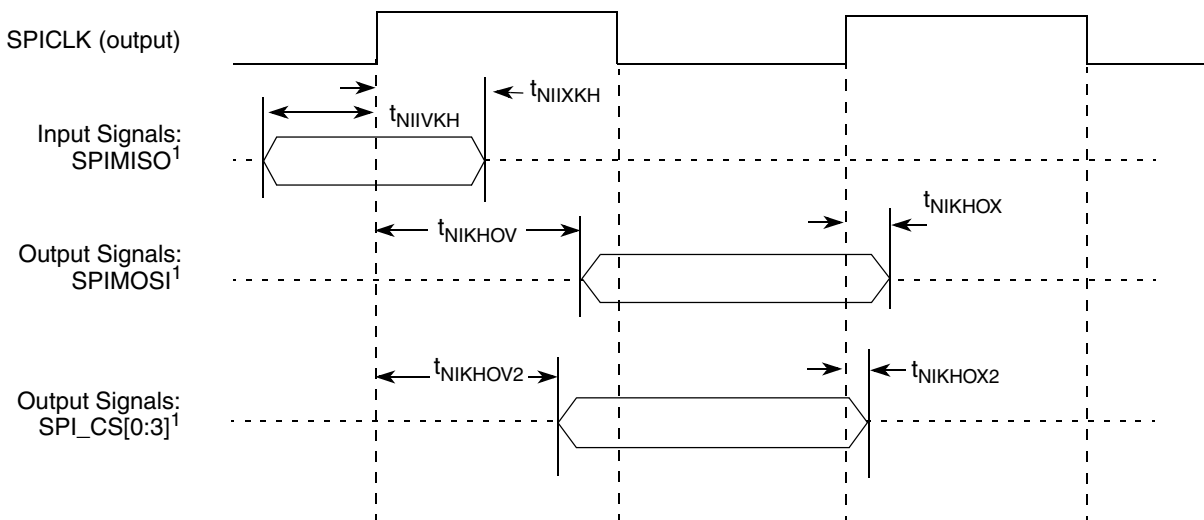 SPICLK (output)
tNIIXKH
tNIIVKH
Input Signals:
SPIMISO1
tNIKHOX
tNIKHOV
Output Signals:
SPIMOSI1
tNIKHOV2
tNIKHOX2
Output Signals:
SPI_CS[0:3]1